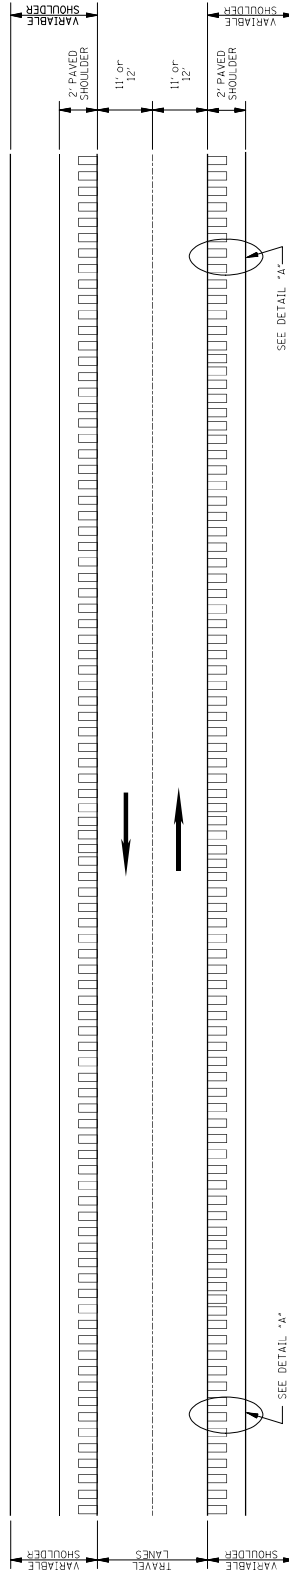 VARIABLE
SHOULDER
2' PAVED
SHOULDER
11' or
12'
11' or
12'
2' PAVED
SHOULDER
VARIABLE
SHOULDER
SEE DETAIL "A"
SEE DETAIL "A"
VARIABLE
SHOULDER
TRAVEL
LANES
VARIABLE
SHOULDER